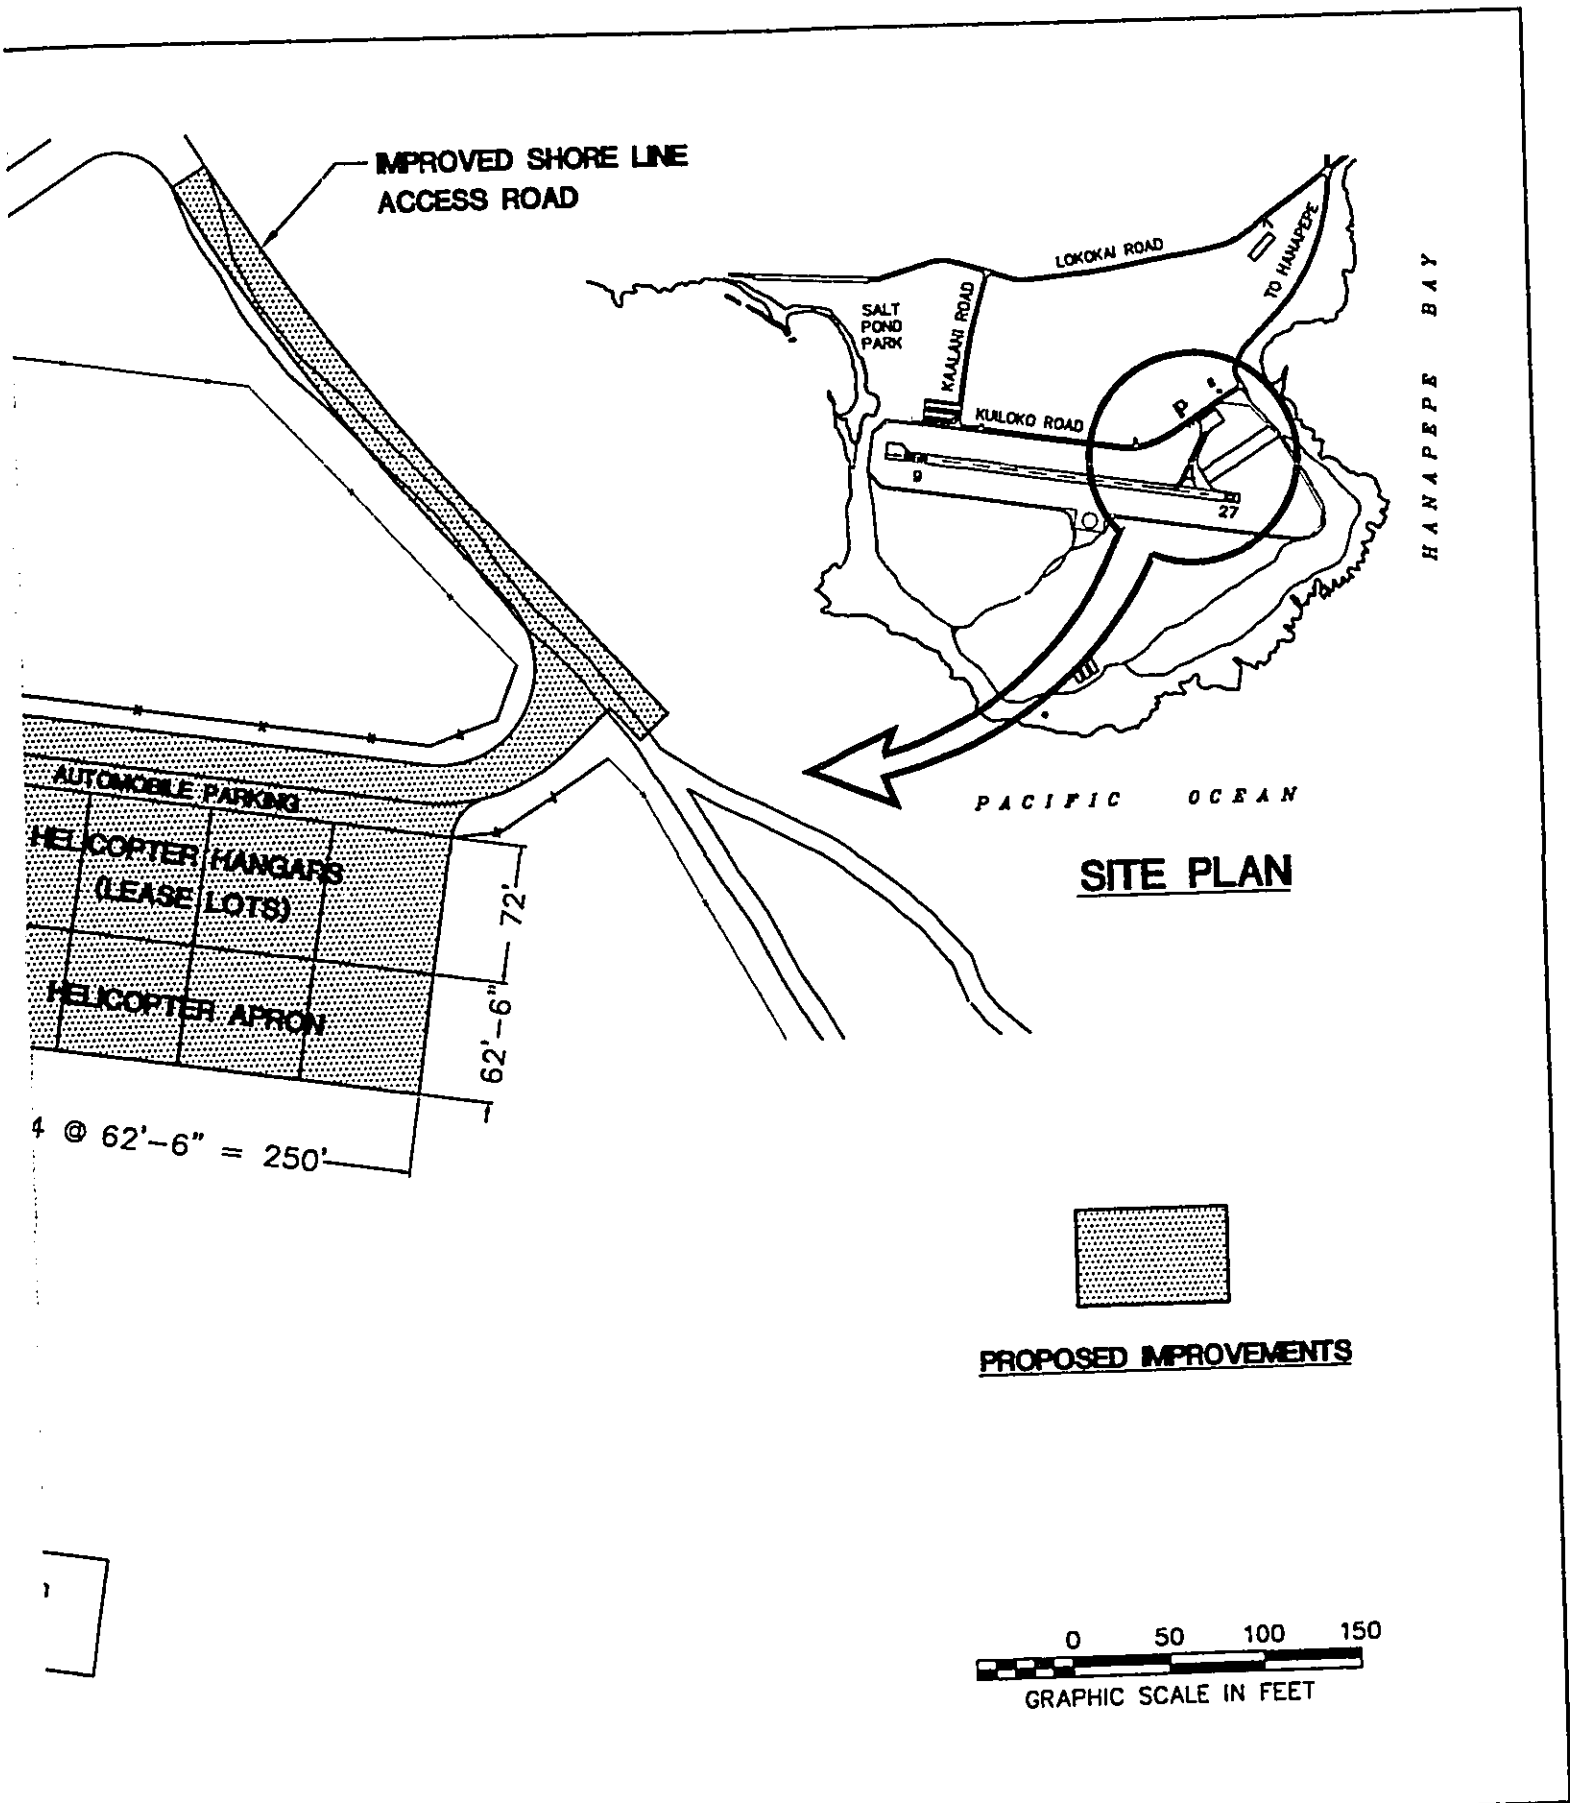 IMPROVED SHORE LINE
ACCESS ROAD
LOKOKAI ROAD
TO HANAPEPE
SALT
POND
PARK
KAALANI ROAD
KUILOKO ROAD
P
A
9
27
HANAPEPE BAY
PACIFIC OCEAN
SITE PLAN
AUTOMOBILE PARKING
HELICOPTER HANGARS
(LEASE LOTS)
HELICOPTER APRON
72'
62'-6"
4 @ 62'-6" = 250'
PROPOSED IMPROVEMENTS
0 50 100 150
GRAPHIC SCALE IN FEET